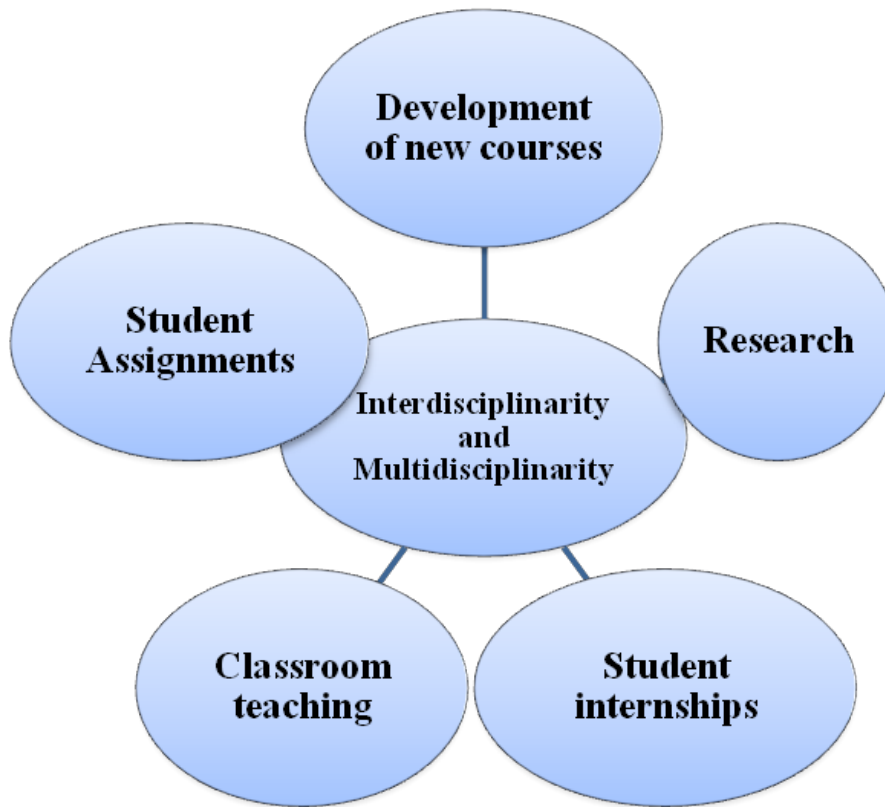 Development
of new courses
Student
Assignments
Research
Interdisciplinarity
and
Multidisciplinarity
Classroom
teaching
Student
internships